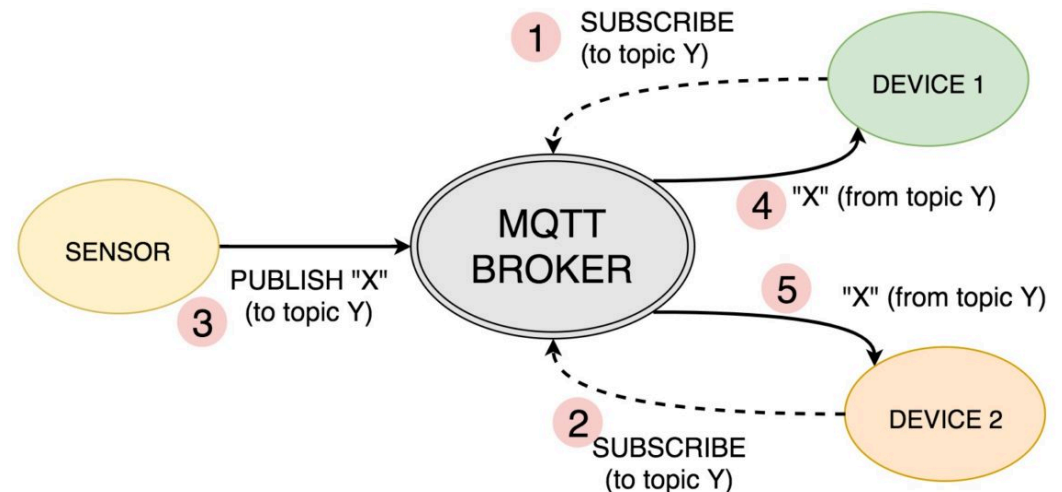 1
SUBSCRIBE
(to topic Y)
DEVICE 1
4
"X" (from topic Y)
MQTT
BROKER
SENSOR
PUBLISH "X"
(to topic Y)
3
5
"X" (from topic Y)
2
SUBSCRIBE
(to topic Y)
DEVICE 2